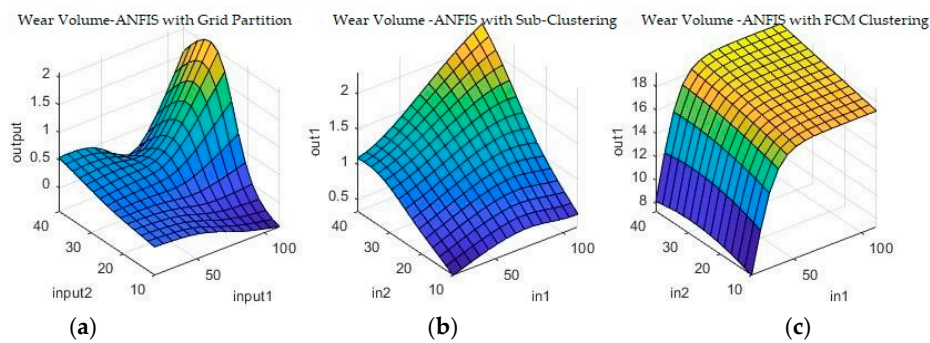 Wear Volume-ANFIS with Grid Partition
2
1.5
1
0.5
0
output
40
30
20
10
input2
50
100
input1
(a)
Wear Volume -ANFIS with Sub-Clustering
2
1.5
1
0.5
out1
40
30
20
10
in2
50
100
in1
(b)
Wear Volume -ANFIS with FCM Clustering
18
16
14
12
10
8
out1
40
30
20
10
in2
50
100
in1
(c)